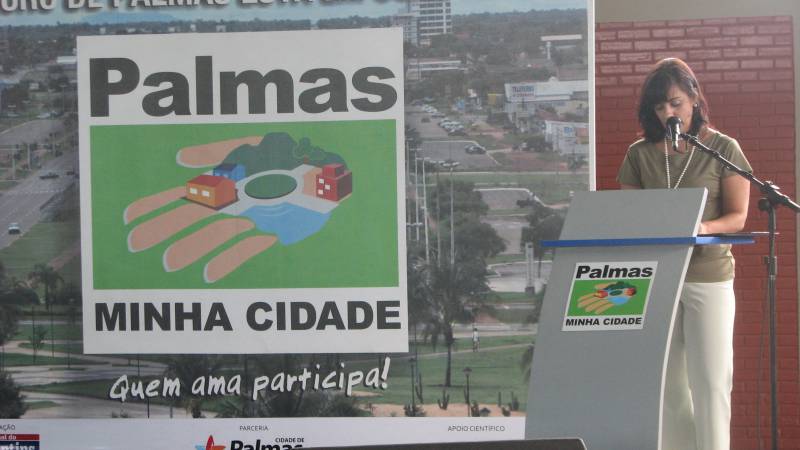 Palmas
MINHA CIDADE
Quem ama participa!
PARCERIA
APOIO CIENTÍFICO
CIDADE DE
Palmas
Palmas
MINHA CIDADE